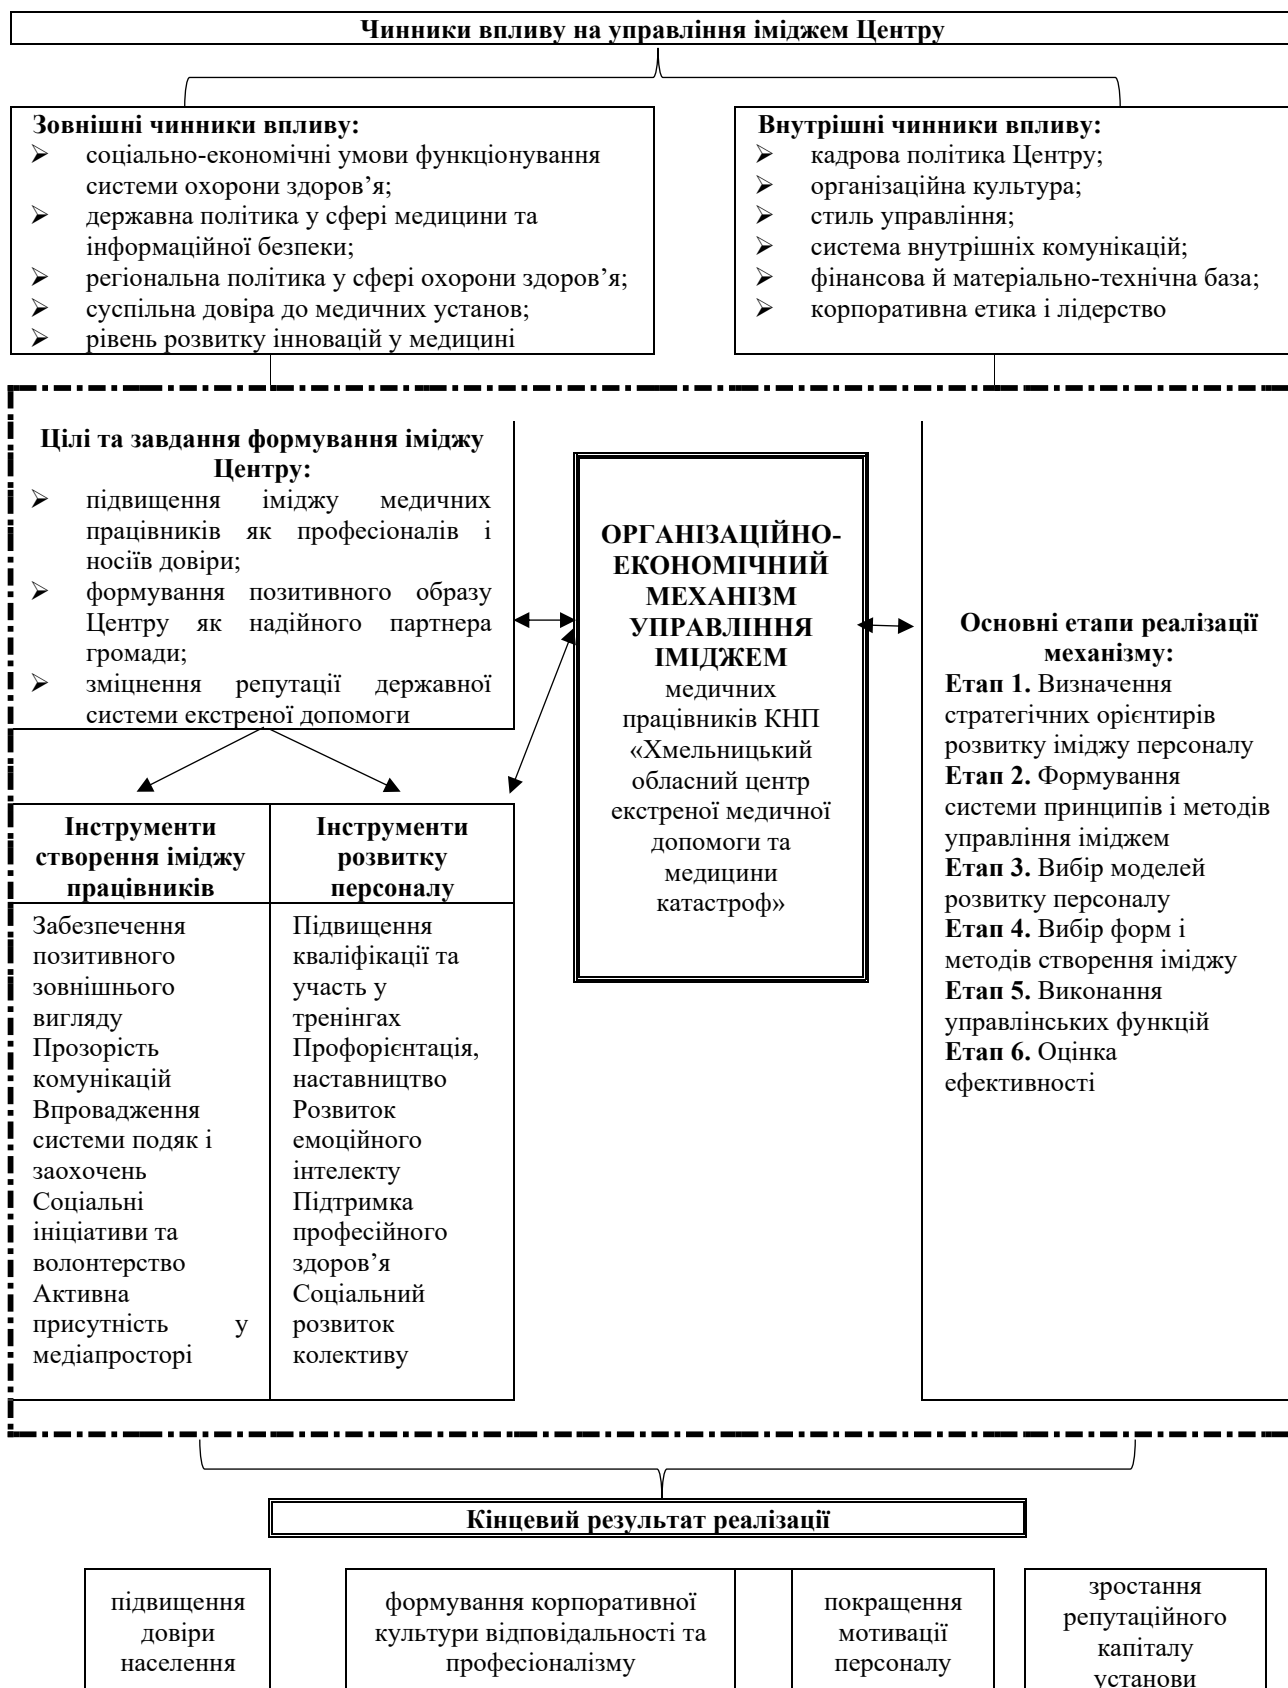 Чинники впливу на управління іміджем Центру
Зовнішні чинники впливу:
➢ соціально-економічні умови функціонування
системи охорони здоров’я;
➢ державна політика у сфері медицини та
інформаційної безпеки;
➢ регіональна політика у сфері охорони здоров’я;
➢ суспільна довіра до медичних установ;
➢ рівень розвитку інновацій у медицині
Внутрішні чинники впливу:
➢ кадрова політика Центру;
➢ організаційна культура;
➢ стиль управління;
➢ система внутрішніх комунікацій;
➢ фінансова й матеріально-технічна база;
➢ корпоративна етика і лідерство
Цілі та завдання формування іміджу
Центру:
➢ підвищення іміджу медичних
працівників як професіоналів і
носіїв довіри;
➢ формування позитивного образу
Центру як надійного партнера
громади;
➢ зміцнення репутації державної
системи екстреної допомоги
Інструменти
створення іміджу
працівників
Забезпечення
позитивного
зовнішнього
вигляду
Прозорість
комунікацій
Впровадження
системи подяк і
заохочень
Соціальні
ініціативи та
волонтерство
Активна
присутність у
медіапросторі
Інструменти
розвитку
персоналу
Підвищення
кваліфікації та
участь у
тренінгах
Профорієнтація,
наставництво
Розвиток
емоційного
інтелекту
Підтримка
професійного
здоров’я
Соціальний
розвиток
колективу
ОРГАНІЗАЦІЙНО-
ЕКОНОМІЧНИЙ
МЕХАНІЗМ
УПРАВЛІННЯ
ІМІДЖЕМ
медичних
працівників КНП
«Хмельницький
обласний центр
екстреної медичної
допомоги та
медицини
катастроф»
Основні етапи реалізації
механізму:
Етап 1. Визначення
стратегічних орієнтирів
розвитку іміджу персоналу
Етап 2. Формування
системи принципів і методів
управління іміджем
Етап 3. Вибір моделей
розвитку персоналу
Етап 4. Вибір форм і
методів створення іміджу
Етап 5. Виконання
управлінських функцій
Етап 6. Оцінка
ефективності
Кінцевий результат реалізації
підвищення
довіри
населення
формування корпоративної
культури відповідальності та
професіоналізму
покращення
мотивації
персоналу
зростання
репутаційного
капіталу
установи